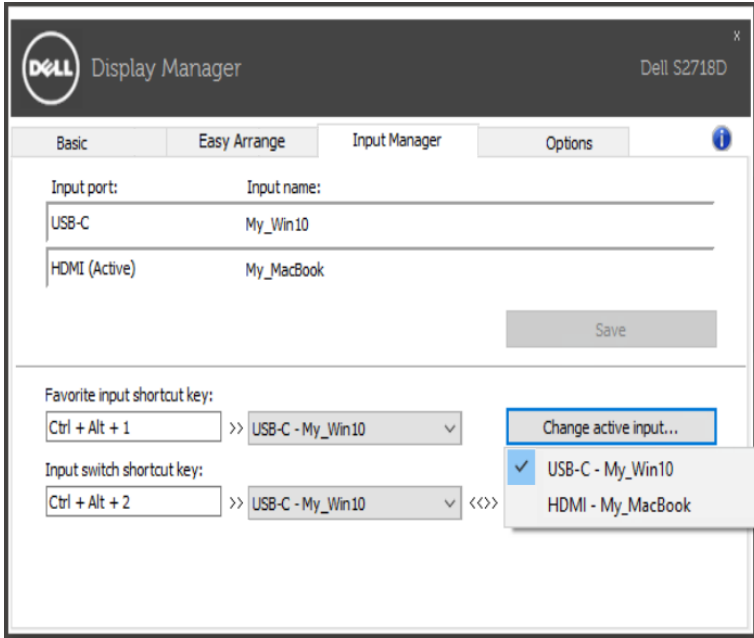 DELL Display Manager Dell S2718D x
Basic Easy Arrange Input Manager Options i
Input port: Input name:
USB-C My_Win10
HDMI (Active) My_MacBook
Save
Favorite input shortcut key:
Ctrl + Alt + 1 >> USB-C - My_Win10 Change active input...
USB-C - My_Win10
Input switch shortcut key:
HDMI - My_MacBook
Ctrl + Alt + 2 >> USB-C - My_Win10 <<>>